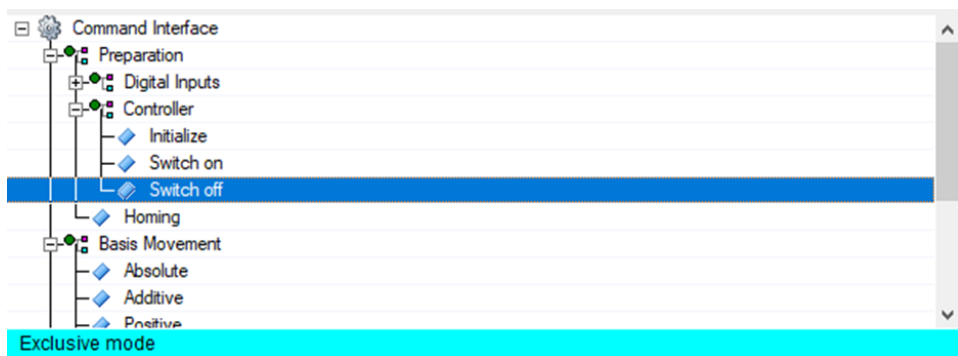 Command Interface
Preparation
Digital Inputs
Controller
Initialize
Switch on
Switch off
Homing
Basis Movement
Absolute
Additive
Positive
Exclusive mode